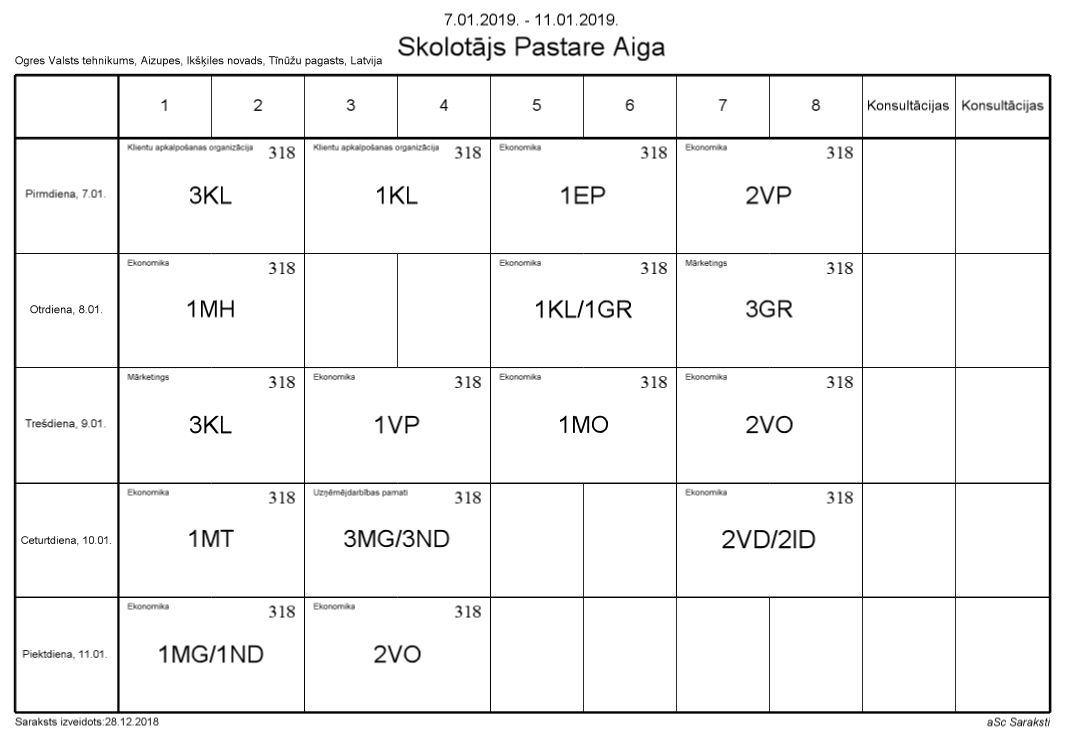 7.01.2019. - 11.01.2019.
Skolotājs Pastare Aiga
Ogres Valsts tehnikums, Aizupes, Ikšķiles novads, Tīnūžu pagasts, Latvija
1 2 3 4 5 6 7 8 Konsultācijas Konsultācijas
Klientu apkalpošanas organizācija 318 Klientu apkalpošanas organizācija 318 Ekonomika 318 Ekonomika 318
Pirmdiena, 7.01. 3KL 1KL 1EP 2VP
Ekonomika 318 Ekonomika 318 Mārketings 318
Otrdiena, 8.01. 1MH 1KL/1GR 3GR
Mārketings 318 Ekonomika 318 Ekonomika 318 Ekonomika 318
Trešdiena, 9.01. 3KL 1VP 1MO 2VO
Ekonomika 318 Uzņēmējdarbības pamati 318 Ekonomika 318
Ceturtdiena, 10.01. 1MT 3MG/3ND 2VD/2ID
Ekonomika 318 Ekonomika 318
Piektdiena, 11.01. 1MG/1ND 2VO
Saraksts izveidots:28.12.2018 aSc Saraksti